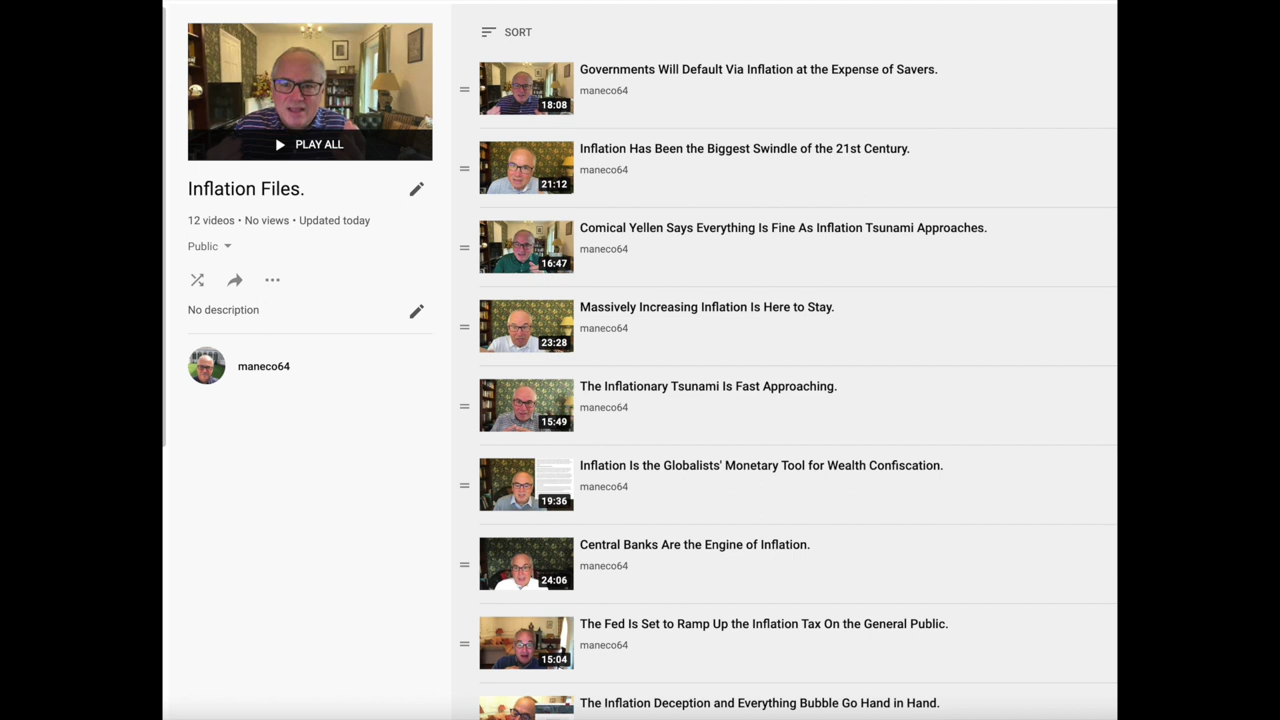 PLAY ALL
Inflation Files.
12 videos • No views • Updated today
Public
No description
maneco64
SORT
Governments Will Default Via Inflation at the Expense of Savers.
maneco64
18:08
Inflation Has Been the Biggest Swindle of the 21st Century.
maneco64
21:12
Comical Yellen Says Everything Is Fine As Inflation Tsunami Approaches.
maneco64
16:47
Massively Increasing Inflation Is Here to Stay.
maneco64
23:28
The Inflationary Tsunami Is Fast Approaching.
maneco64
15:49
Inflation Is the Globalists' Monetary Tool for Wealth Confiscation.
maneco64
19:36
Central Banks Are the Engine of Inflation.
maneco64
24:06
The Fed Is Set to Ramp Up the Inflation Tax On the General Public.
maneco64
15:04
The Inflation Deception and Everything Bubble Go Hand in Hand.